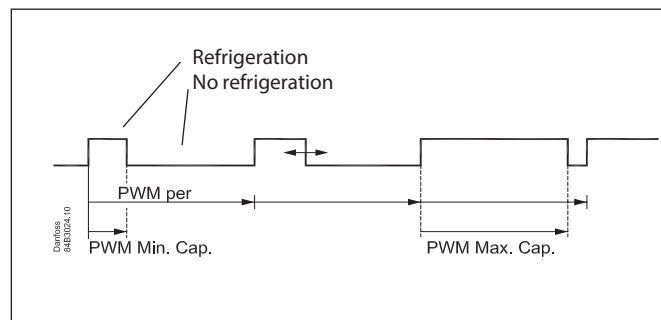 Refrigeration
No refrigeration
PWM per
PWM Min. Cap.
PWM Max. Cap.
Danfoss
84B3024.10